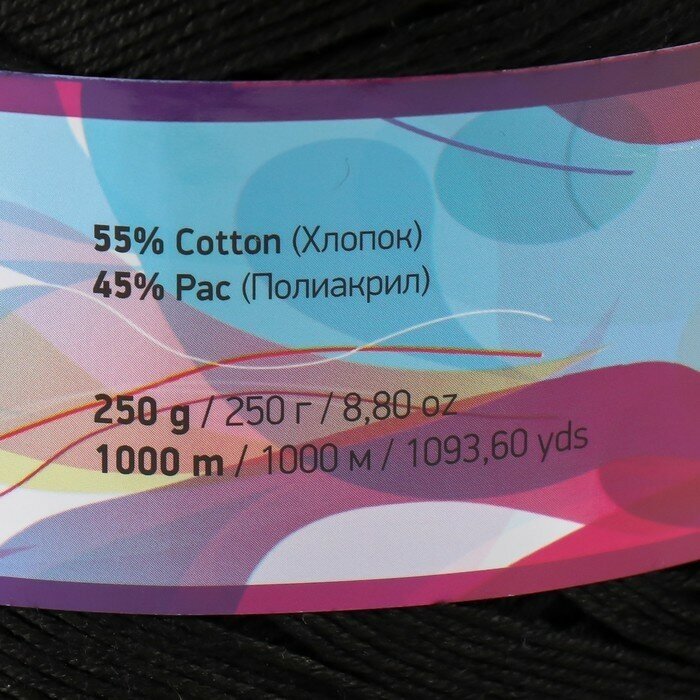 55% Cotton (Хлопок)
45% Pac (Полиакрил)
250 g / 250 г / 8,80 oz
1000 m / 1000 м / 1093,60 yds